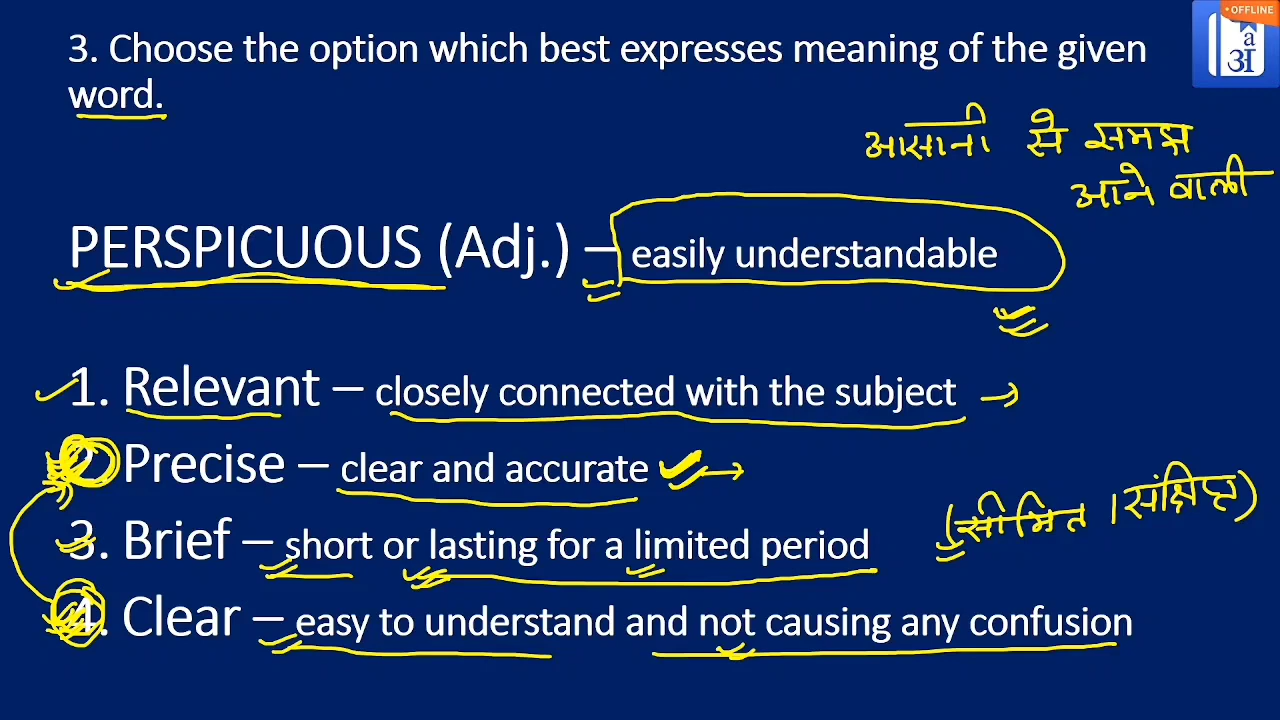 • OFFLINE
a
अ
3. Choose the option which best expresses meaning of the given
word.
आसानी से समझ
आने वाली
PERSPICUOUS (Adj.) – easily understandable
1. Relevant – closely connected with the subject
2. Precise – clear and accurate
3. Brief – short or lasting for a limited period
(सीमित / संक्षिप्त)
4. Clear – easy to understand and not causing any confusion